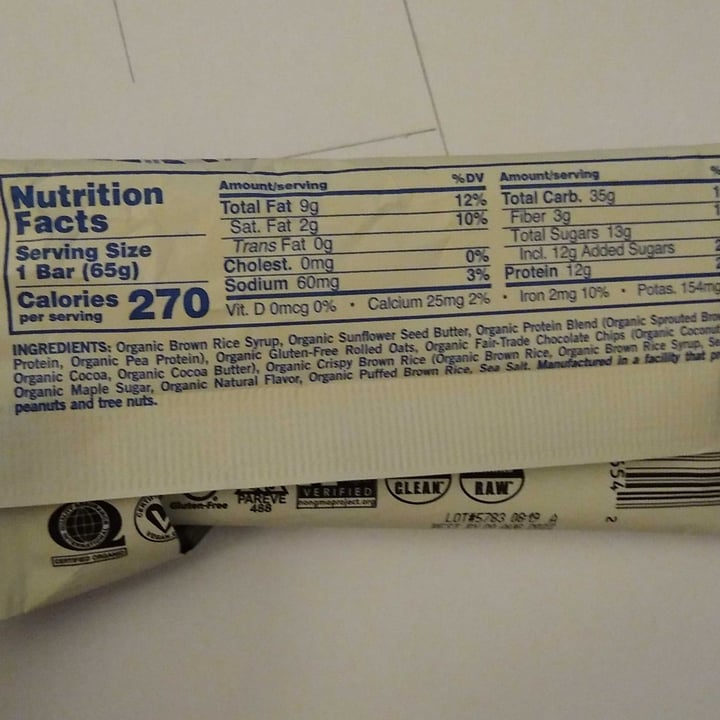 Nutrition
Facts
Serving Size
1 Bar (65g)
Calories 270
per serving
Amount/serving %DV
Total Fat 9g 12%
Sat. Fat 2g 10%
Trans Fat 0g
Cholest. 0mg 0%
Sodium 60mg 3%
Amount/serving %
Total Carb. 35g
Fiber 3g
Total Sugars 13g
Incl. 12g Added Sugars
Protein 12g
Vit. D 0mcg 0% • Calcium 25mg 2% • Iron 2mg 10% • Potas. 154mg
INGREDIENTS: Organic Brown Rice Syrup, Organic Sunflower Seed Butter, Organic Protein Blend (Organic Sprouted
Protein, Organic Pea Protein), Organic Gluten-Free Rolled Oats, Organic Fair-Trade Chocolate Chips (Organic
Organic Cocoa, Organic Cocoa Butter), Organic Crispy Brown Rice (Organic Brown Rice, Organic Brown Rice Syrup,
Organic Maple Sugar, Organic Natural Flavor, Organic Puffed Brown Rice, Sea Salt. Manufactured in a facility that
peanuts and tree nuts.
CERTIFIED ORGANIC
Gluten-Free
PAREVE
488
VERIFIED
nongmoproject.org
CLEAN
RAW
LOT#5783